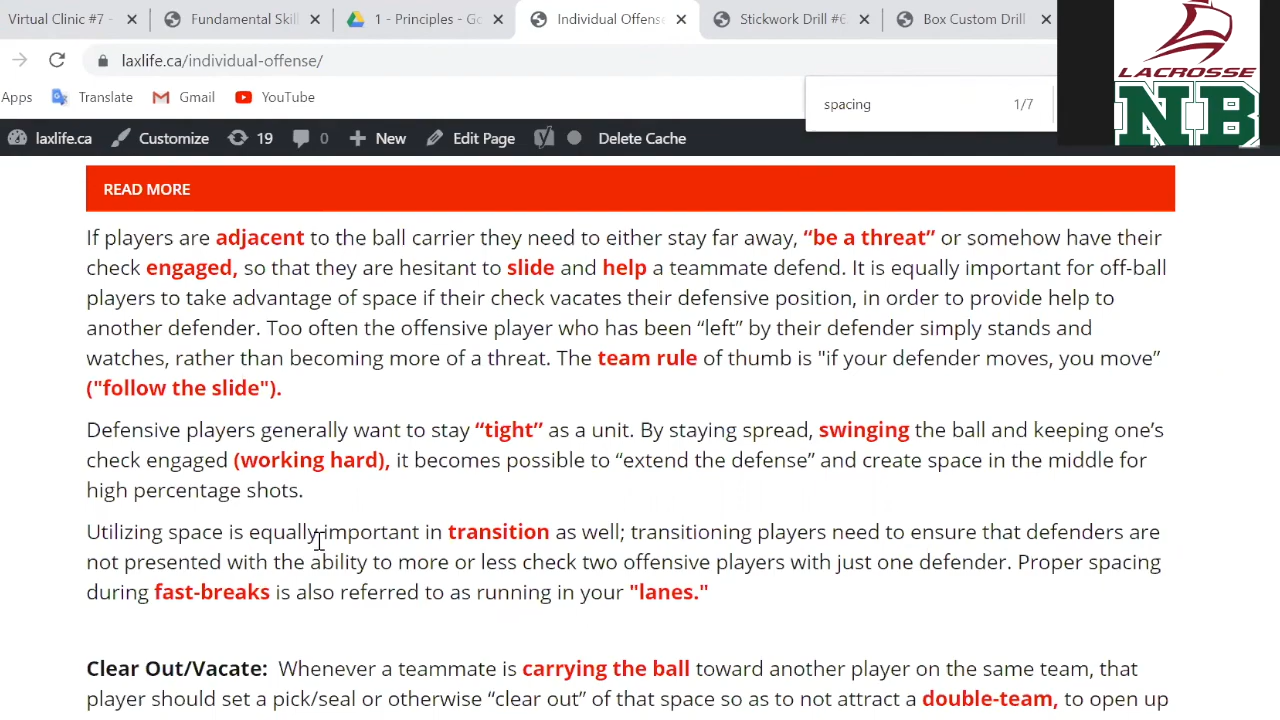 Virtual Clinic #7
Fundamental Skil
1 - Principles - Go
Individual Offens
Stickwork Drill #6
Box Custom Drill
laxlife.ca/individual-offense/
Apps
Translate
Gmail
YouTube
spacing
1/7
LACROSSE
NB
laxlife.ca
Customize
19
0
New
Edit Page
Delete Cache
READ MORE
If players are adjacent to the ball carrier they need to either stay far away, “be a threat” or somehow have their
check engaged, so that they are hesitant to slide and help a teammate defend. It is equally important for off-ball
players to take advantage of space if their check vacates their defensive position, in order to provide help to
another defender. Too often the offensive player who has been “left” by their defender simply stands and
watches, rather than becoming more of a threat. The team rule of thumb is "if your defender moves, you move”
("follow the slide").
Defensive players generally want to stay “tight” as a unit. By staying spread, swinging the ball and keeping one’s
check engaged (working hard), it becomes possible to “extend the defense” and create space in the middle for
high percentage shots.
Utilizing space is equally important in transition as well; transitioning players need to ensure that defenders are
not presented with the ability to more or less check two offensive players with just one defender. Proper spacing
during fast-breaks is also referred to as running in your "lanes."
Clear Out/Vacate: Whenever a teammate is carrying the ball toward another player on the same team, that
player should set a pick/seal or otherwise “clear out” of that space so as to not attract a double-team, to open up